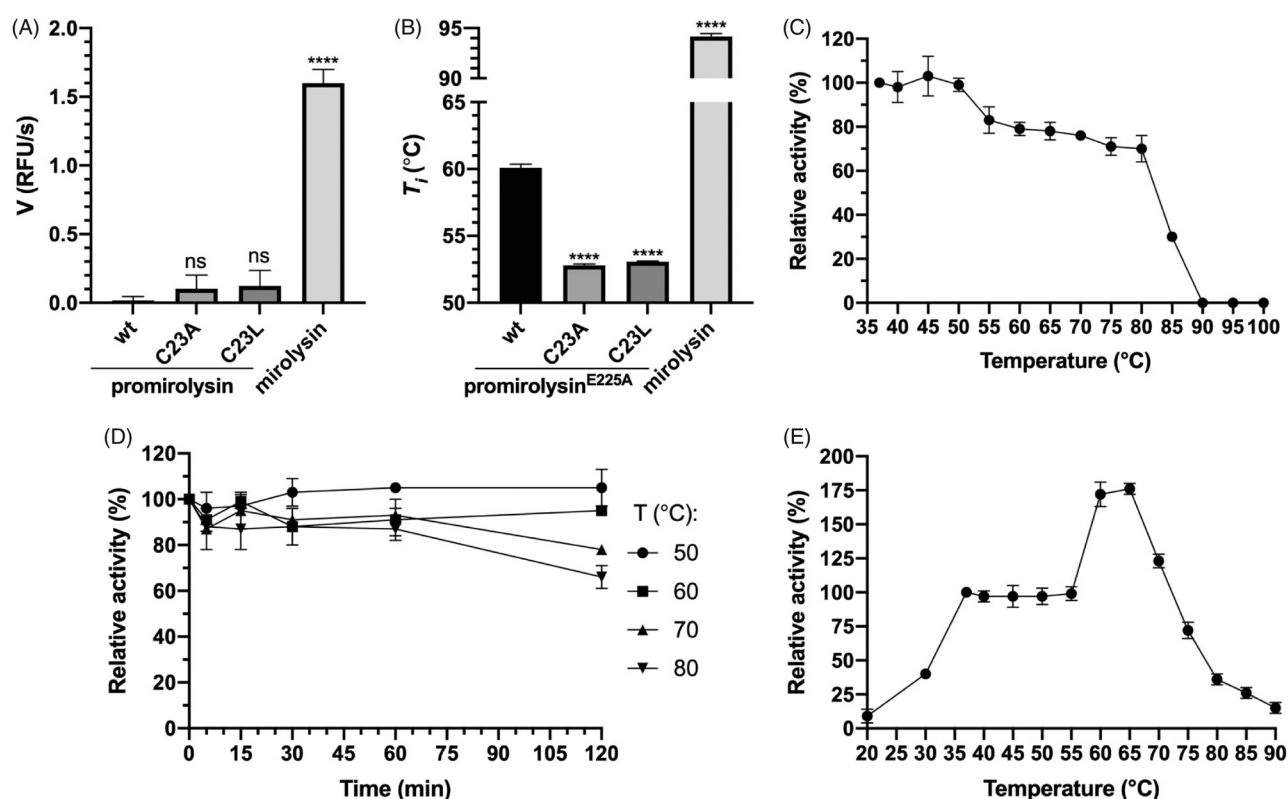 (A)
V (RFU/s)
2.0
1.5
1.0
0.5
0.0
ns
ns
****
wt
C23A
C23L
mirolysin
promirolysin
(B)
Ti (°C)
95
90
65
60
55
50
****
****
****
wt
C23A
C23L
mirolysin
promirolysinE225A
(C)
Relative activity (%)
120
100
80
60
40
20
0
35 40 45 50 55 60 65 70 75 80 85 90 95 100
Temperature (°C)
(D)
Relative activity (%)
120
100
80
60
40
20
0
0 15 30 45 60 75 90 105 120
Time (min)
T (°C):
50
60
70
80
(E)
Relative activity (%)
200
175
150
125
100
75
50
25
0
20 25 30 35 40 45 50 55 60 65 70 75 80 85 90
Temperature (°C)